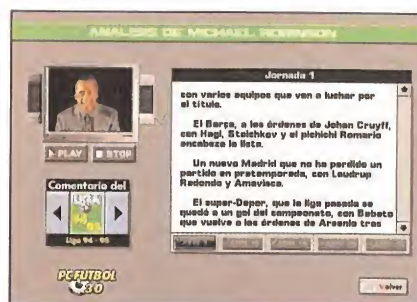 ANALISIS DE MICHAEL ROBINSON
PLAY
STOP
Comentario del
LIGA
Liga 94 - 95
PC FUTBOL
3.0
Jornada 1
con varios equipos que van a luchar por
el título.
El Barça, a las órdenes de Johan Cruyff,
con Hagi, Stoichkov y el pichichi Romario
encabeza la lista.
Un nuevo Madrid que no ha perdido un
partido en pretemporada, con Laudrup
Redondo y Amavisca.
El super-Depor, que la liga pasada se
quedó a un gol del campeonato, con Bebeto
que vuelve a las órdenes de Arsenio tras
Volver